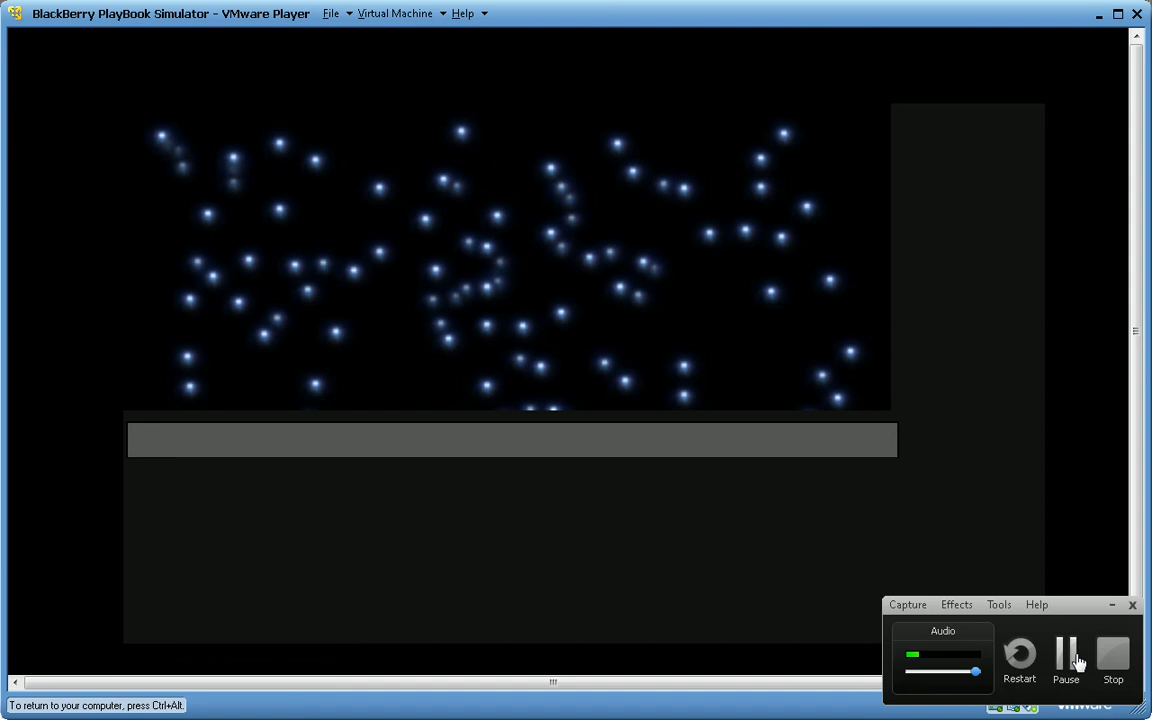 BlackBerry PlayBook Simulator - VMware Player File Virtual Machine Help
Capture Effects Tools Help
Audio
Restart Pause Stop
To return to your computer, press Ctrl+Alt.
vmware